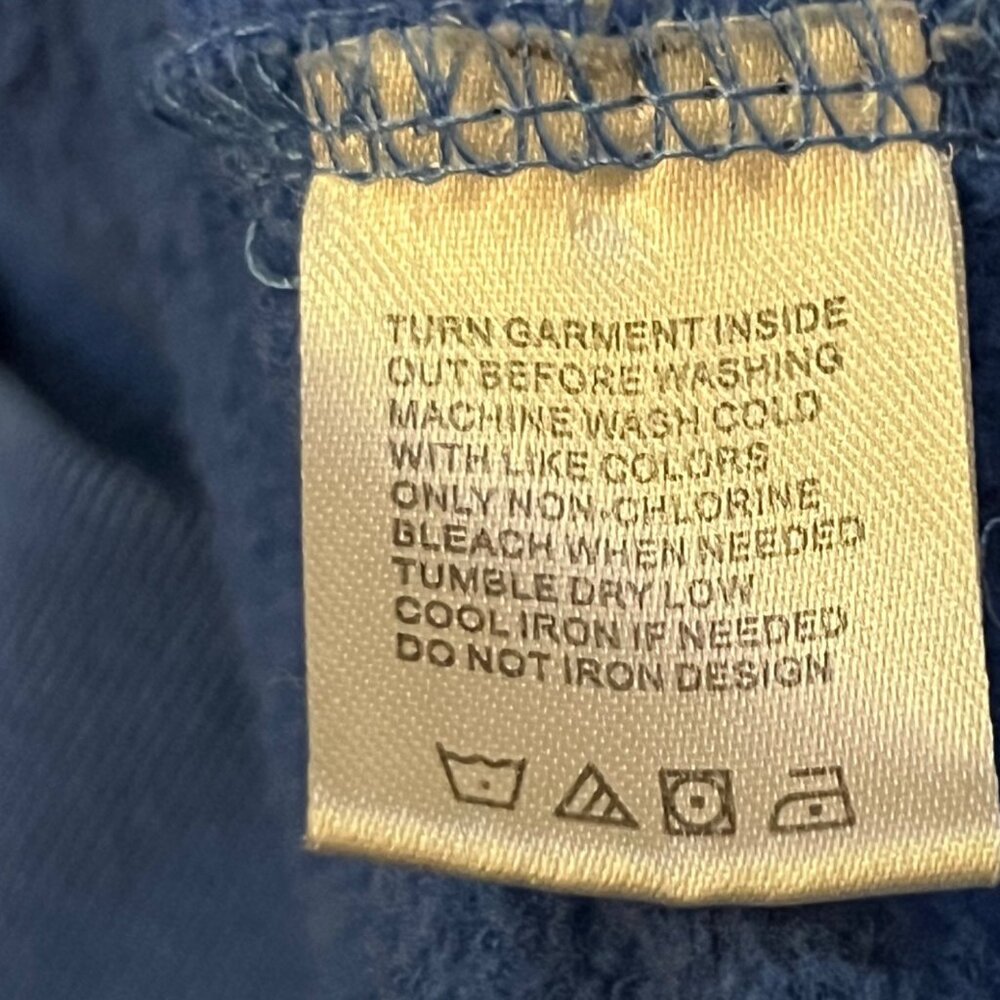 TURN GARMENT INSIDE
OUT BEFORE WASHING
MACHINE WASH COLD
WITH LIKE COLORS
ONLY NON-CHLORINE
BLEACH WHEN NEEDED
TUMBLE DRY LOW
COOL IRON IF NEEDED
DO NOT IRON DESIGN